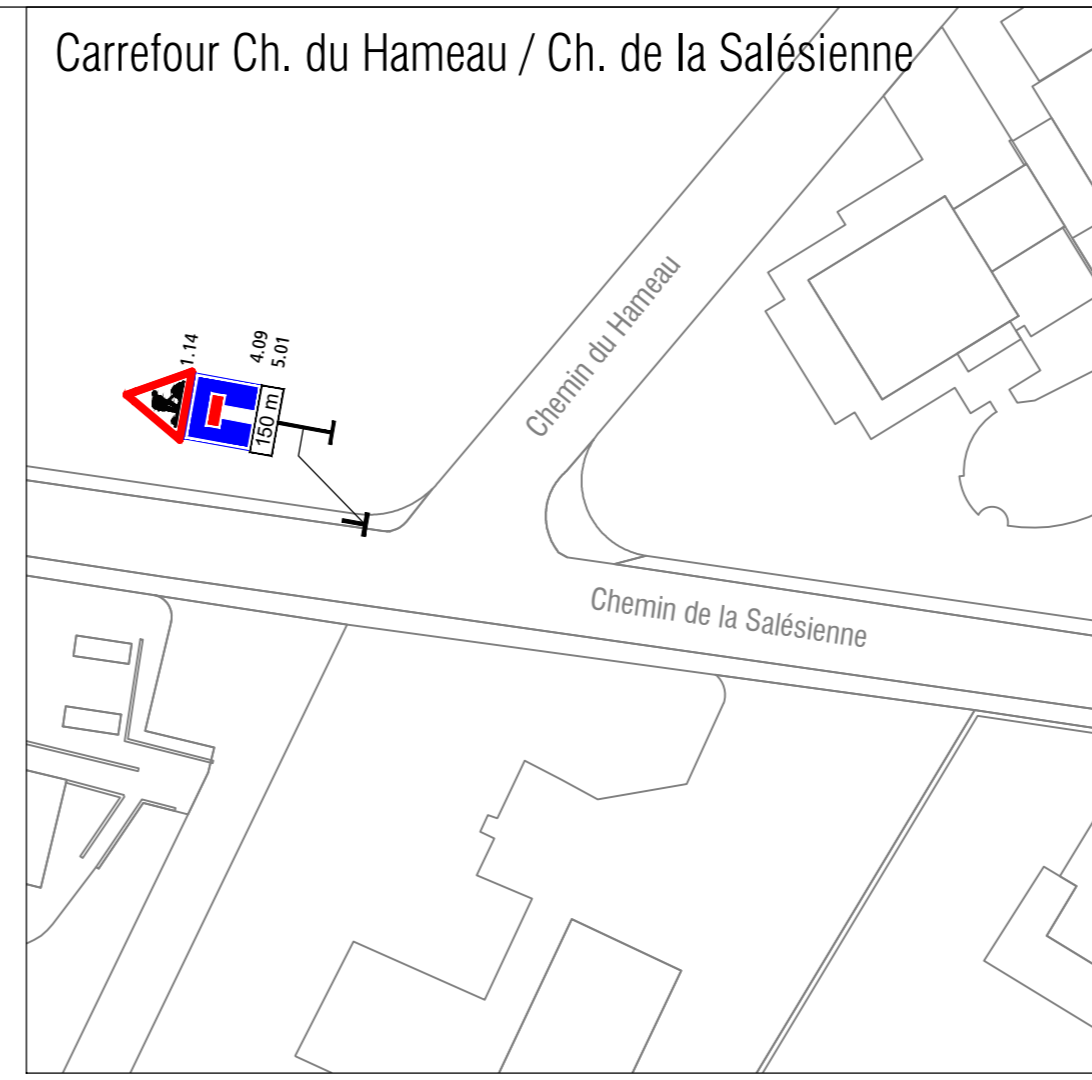 Carrefour Ch. du Hameau / Ch. de la Salésienne
Chemin du Hameau
1.14
4.09
5.01
150 m
Chemin de la Salésienne